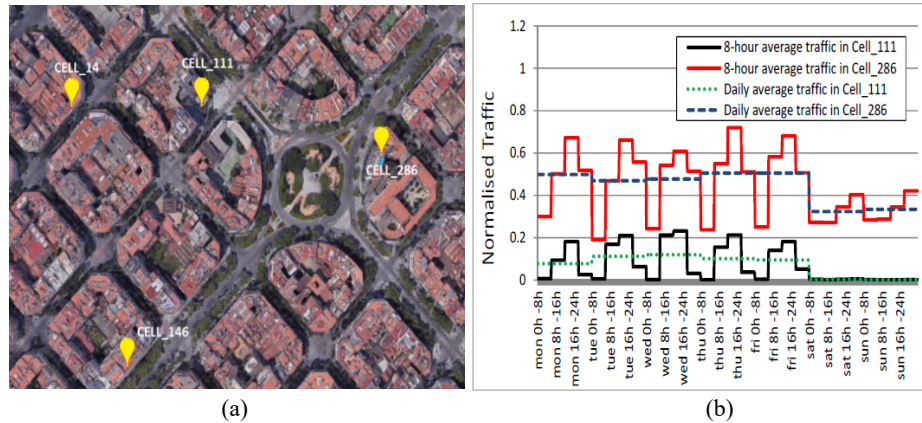 CELL_14
CELL_111
CELL_286
CELL_146
(a)
Normalised Traffic
1.2
1
0.8
0.6
0.4
0.2
0
8-hour average traffic in Cell_111
8-hour average traffic in Cell_286
Daily average traffic in Cell_111
Daily average traffic in Cell_286
mon 0h -8h
mon 8h -16h
mon 16h -24h
tue 0h -8h
tue 8h -16h
tue 16h -24h
wed 0h -8h
wed 8h -16h
wed 16h -24h
thu 0h -8h
thu 8h -16h
thu 16h -24h
fri 0h -8h
fri 8h -16h
fri 16h -24h
sat 0h -8h
sat 8h -16h
sat 16h -24h
sun 0h -8h
sun 8h -16h
sun 16h -24h
(b)